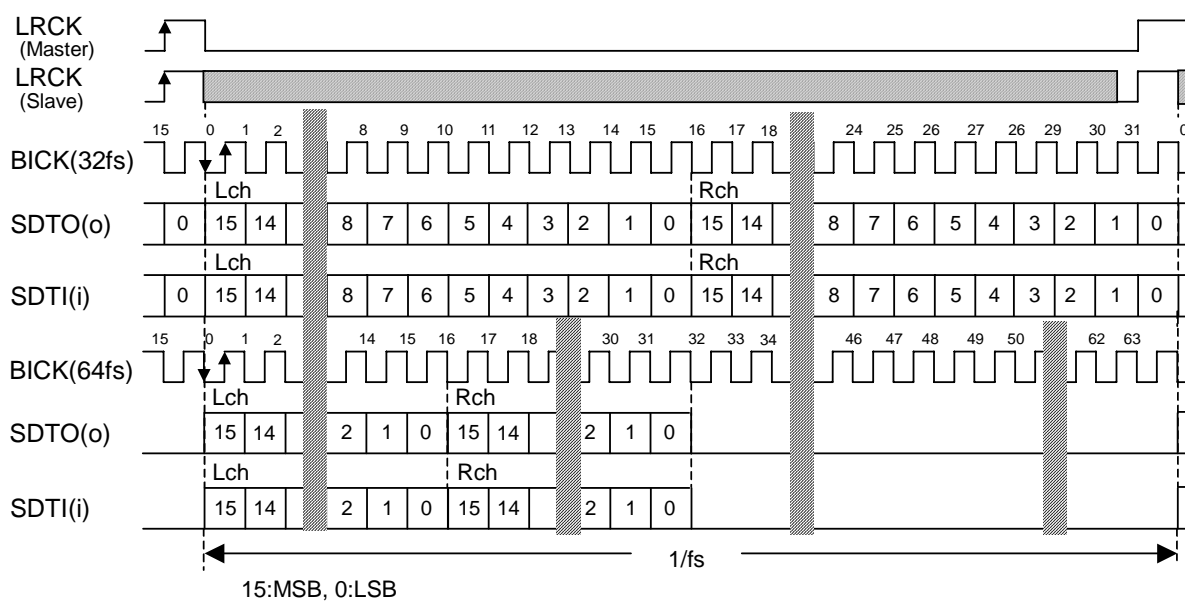 LRCK
(Master)
LRCK
(Slave)
15 0 1 2 8 9 10 11 12 13 14 15 16 17 18 24 25 26 27 26 29 30 31 0
BICK(32fs)
Lch Rch
SDTO(o) 0 15 14 8 7 6 5 4 3 2 1 0 15 14 8 7 6 5 4 3 2 1 0
Lch Rch
SDTI(i) 0 15 14 8 7 6 5 4 3 2 1 0 15 14 8 7 6 5 4 3 2 1 0
15 0 1 2 14 15 16 17 18 30 31 32 33 34 46 47 48 49 50 62 63
BICK(64fs)
Lch Rch
SDTO(o) 15 14 2 1 0 15 14 2 1 0
Lch Rch
SDTI(i) 15 14 2 1 0 15 14 2 1 0
1/fs
15:MSB, 0:LSB